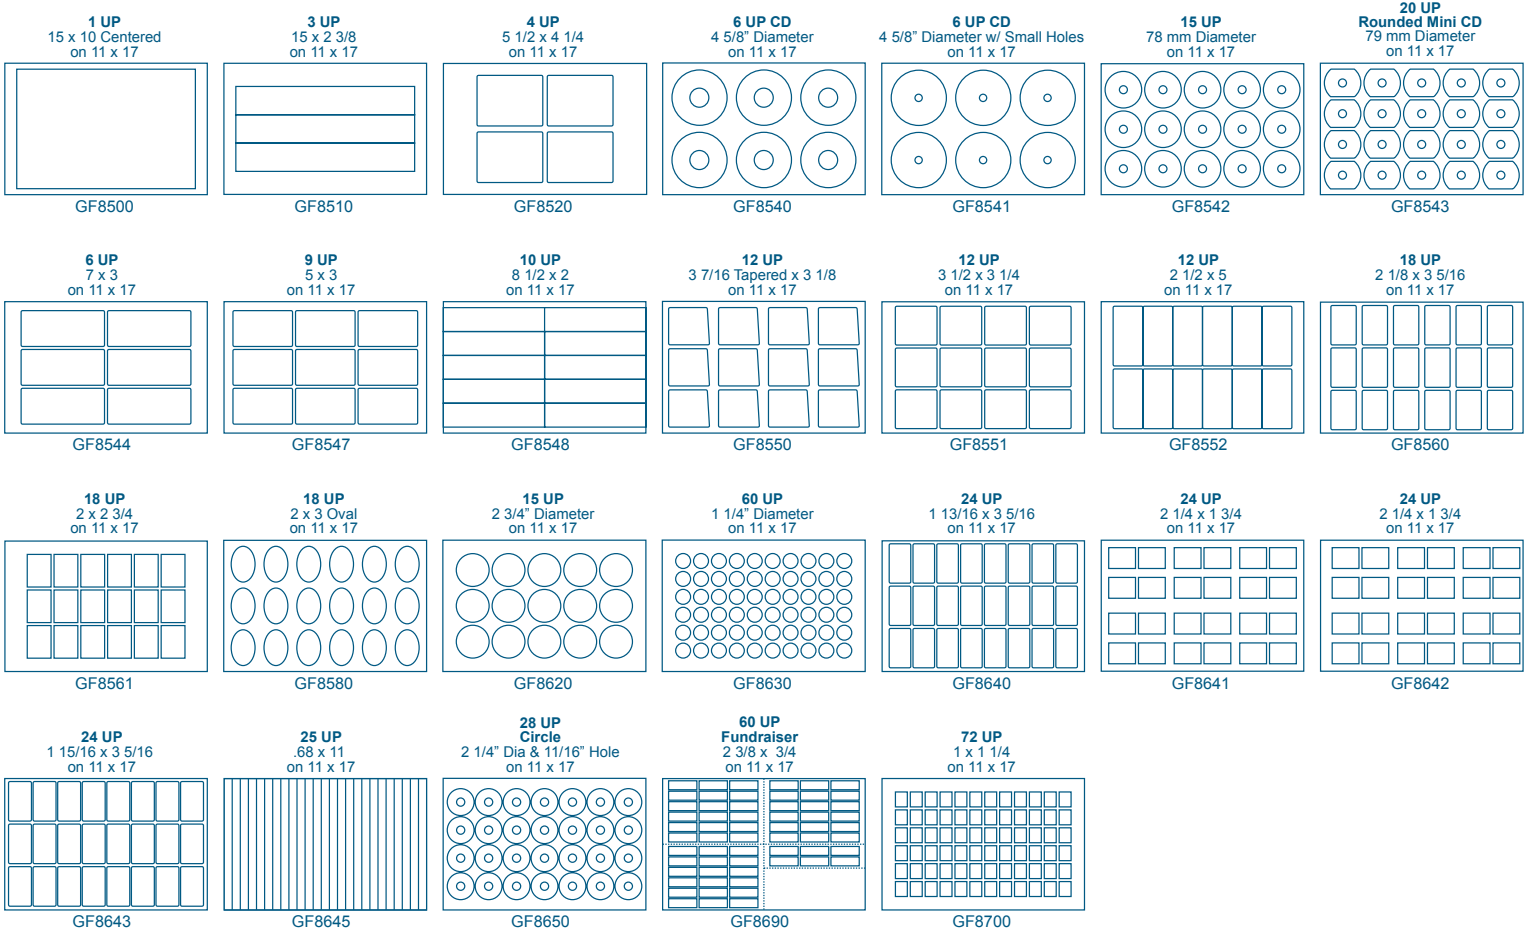 1 UP
15 x 10 Centered
on 11 x 17
GF8500
3 UP
15 x 2 3/8
on 11 x 17
GF8510
4 UP
5 1/2 x 4 1/4
on 11 x 17
GF8520
6 UP CD
4 5/8” Diameter
on 11 x 17
GF8540
6 UP CD
4 5/8” Diameter w/ Small Holes
on 11 x 17
GF8541
15 UP
78 mm Diameter
on 11 x 17
GF8542
20 UP
Rounded Mini CD
79 mm Diameter
on 11 x 17
GF8543
6 UP
7 x 3
on 11 x 17
GF8544
9 UP
5 x 3
on 11 x 17
GF8547
10 UP
8 1/2 x 2
on 11 x 17
GF8548
12 UP
3 7/16 Tapered x 3 1/8
on 11 x 17
GF8550
12 UP
3 1/2 x 3 1/4
on 11 x 17
GF8551
12 UP
2 1/2 x 5
on 11 x 17
GF8552
18 UP
2 1/8 x 3 5/16
on 11 x 17
GF8560
18 UP
2 x 2 3/4
on 11 x 17
GF8561
18 UP
2 x 3 Oval
on 11 x 17
GF8580
15 UP
2 3/4” Diameter
on 11 x 17
GF8620
60 UP
1 1/4” Diameter
on 11 x 17
GF8630
24 UP
1 13/16 x 3 5/16
on 11 x 17
GF8640
24 UP
2 1/4 x 1 3/4
on 11 x 17
GF8641
24 UP
2 1/4 x 1 3/4
on 11 x 17
GF8642
24 UP
1 15/16 x 3 5/16
on 11 x 17
GF8643
25 UP
.68 x 11
on 11 x 17
GF8645
28 UP
Circle
2 1/4” Dia & 11/16” Hole
on 11 x 17
GF8650
60 UP
Fundraiser
2 3/8 x 3/4
on 11 x 17
GF8690
72 UP
1 x 1 1/4
on 11 x 17
GF8700